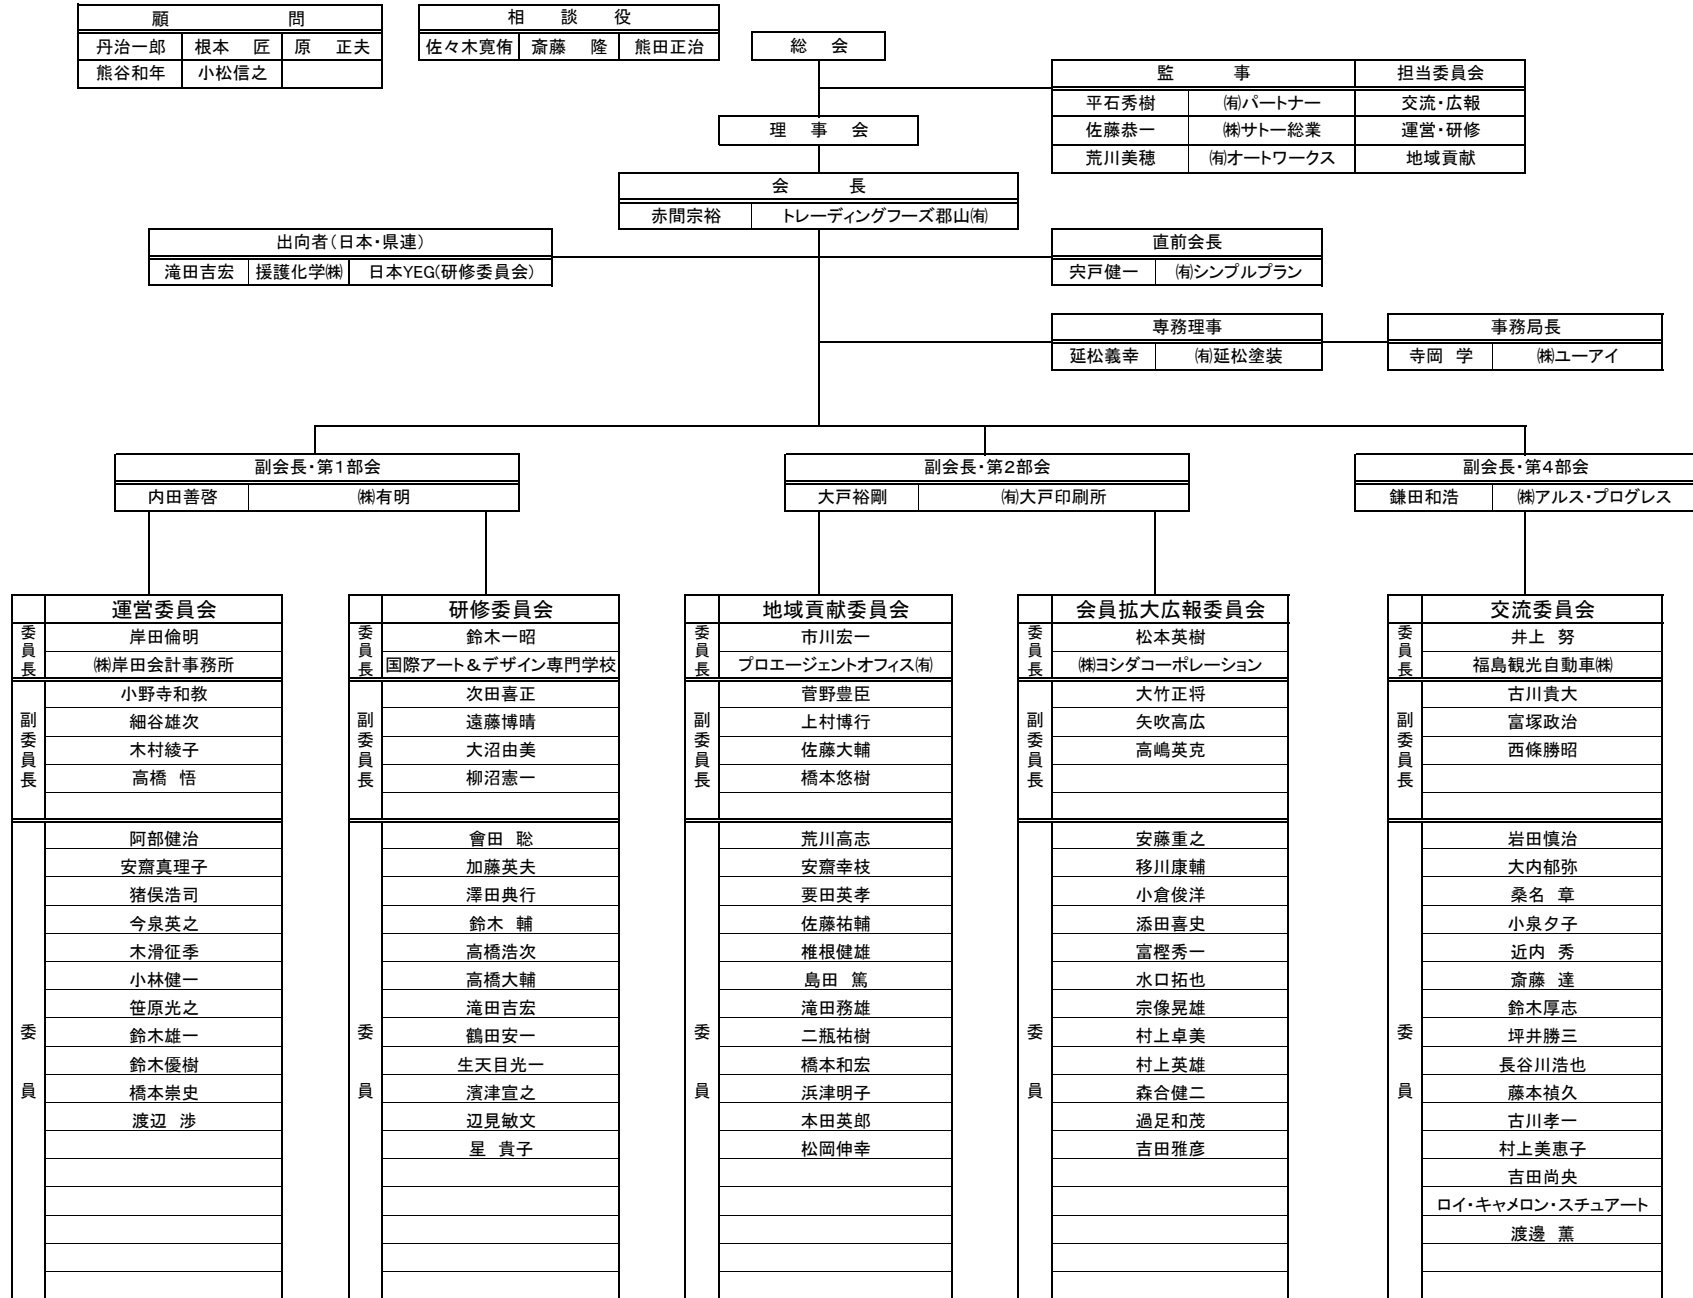 顧　問
丹治一郎 根本　匠 原　正夫
熊谷和年 小松信之
相　談　役
佐々木寛侑 斎藤　隆 熊田正治
総　会
監　事 担当委員会
平石秀樹 ㈲パートナー 交流・広報
佐藤恭一 ㈱サトー総業 運営・研修
荒川美穂 ㈲オートワークス 地域貢献
理　事　会
会　長
赤間宗裕 トレーディングフーズ郡山㈲
出向者（日本・県連）
滝田吉宏 援護化学㈱ 日本YEG(研修委員会)
直前会長
宍戸健一 ㈲シンプルプラン
専務理事
延松義幸 ㈲延松塗装
事務局長
寺岡　学 ㈱ユーアイ
副会長・第1部会
内田善啓 ㈱有明
副会長・第2部会
大戸裕剛 ㈲大戸印刷所
副会長・第4部会
鎌田和浩 ㈱アルス・プログレス
運営委員会
委員長
岸田倫明
㈱岸田会計事務所
副委員長
小野寺和教
細谷雄次
木村綾子
高橋　悟
委員
阿部健治
安齋真理子
猪俣浩司
今泉英之
木滑征季
小林健一
笹原光之
鈴木雄一
鈴木優樹
橋本崇史
渡辺　渉
研修委員会
委員長
鈴木一昭
国際アート＆デザイン専門学校
副委員長
次田喜正
遠藤博晴
大沼由美
柳沼憲一
委員
會田　聡
加藤英夫
澤田典行
鈴木　輔
高橋浩次
高橋大輔
滝田吉宏
鶴田安一
生天目光一
濱津宣之
辺見敏文
星　貴子
地域貢献委員会
委員長
市川宏一
プロエージェントオフィス㈲
副委員長
菅野豊臣
上村博行
佐藤大輔
橋本悠樹
委員
荒川高志
安齋幸枝
要田英孝
佐藤祐輔
椎根健雄
島田　篤
滝田務雄
二瓶祐樹
橋本和宏
浜津明子
本田英郎
松岡伸幸
会員拡大広報委員会
委員長
松本英樹
㈱ヨシダコーポレーション
副委員長
大竹正将
矢吹高広
高嶋英克
委員
安藤重之
移川康輔
小倉俊洋
添田喜史
富樫秀一
水口拓也
宗像晃雄
村上卓美
村上英雄
森合健二
過足和茂
吉田雅彦
交流委員会
委員長
井上　努
福島観光自動車㈱
副委員長
古川貴大
富塚政治
西條勝昭
委員
岩田慎治
大内郁弥
桑名　章
小泉夕子
近内　秀
斎藤　達
鈴木厚志
坪井勝三
長谷川浩也
藤本禎久
古川孝一
村上美恵子
吉田尚央
ロイ・キャメロン・スチュアート
渡邊　薫